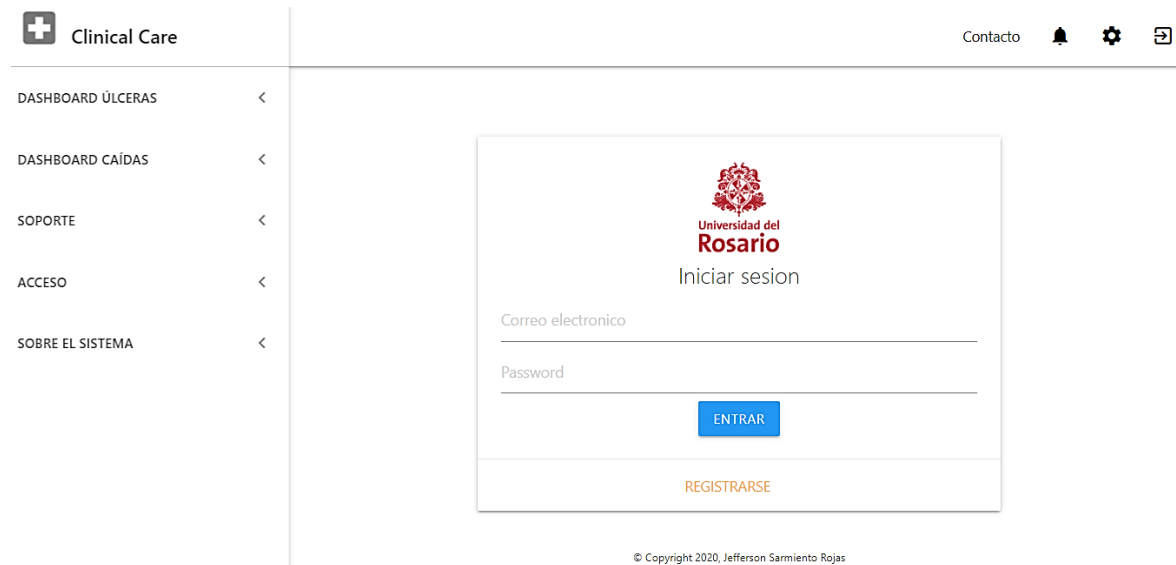 Clinical Care
Contacto
DASHBOARD ÚLCERAS
DASHBOARD CAÍDAS
SOPORTE
ACCESO
SOBRE EL SISTEMA
Universidad del
Rosario
Iniciar sesion
Correo electronico
Password
ENTRAR
REGISTRARSE
© Copyright 2020, Jefferson Sarmiento Rojas